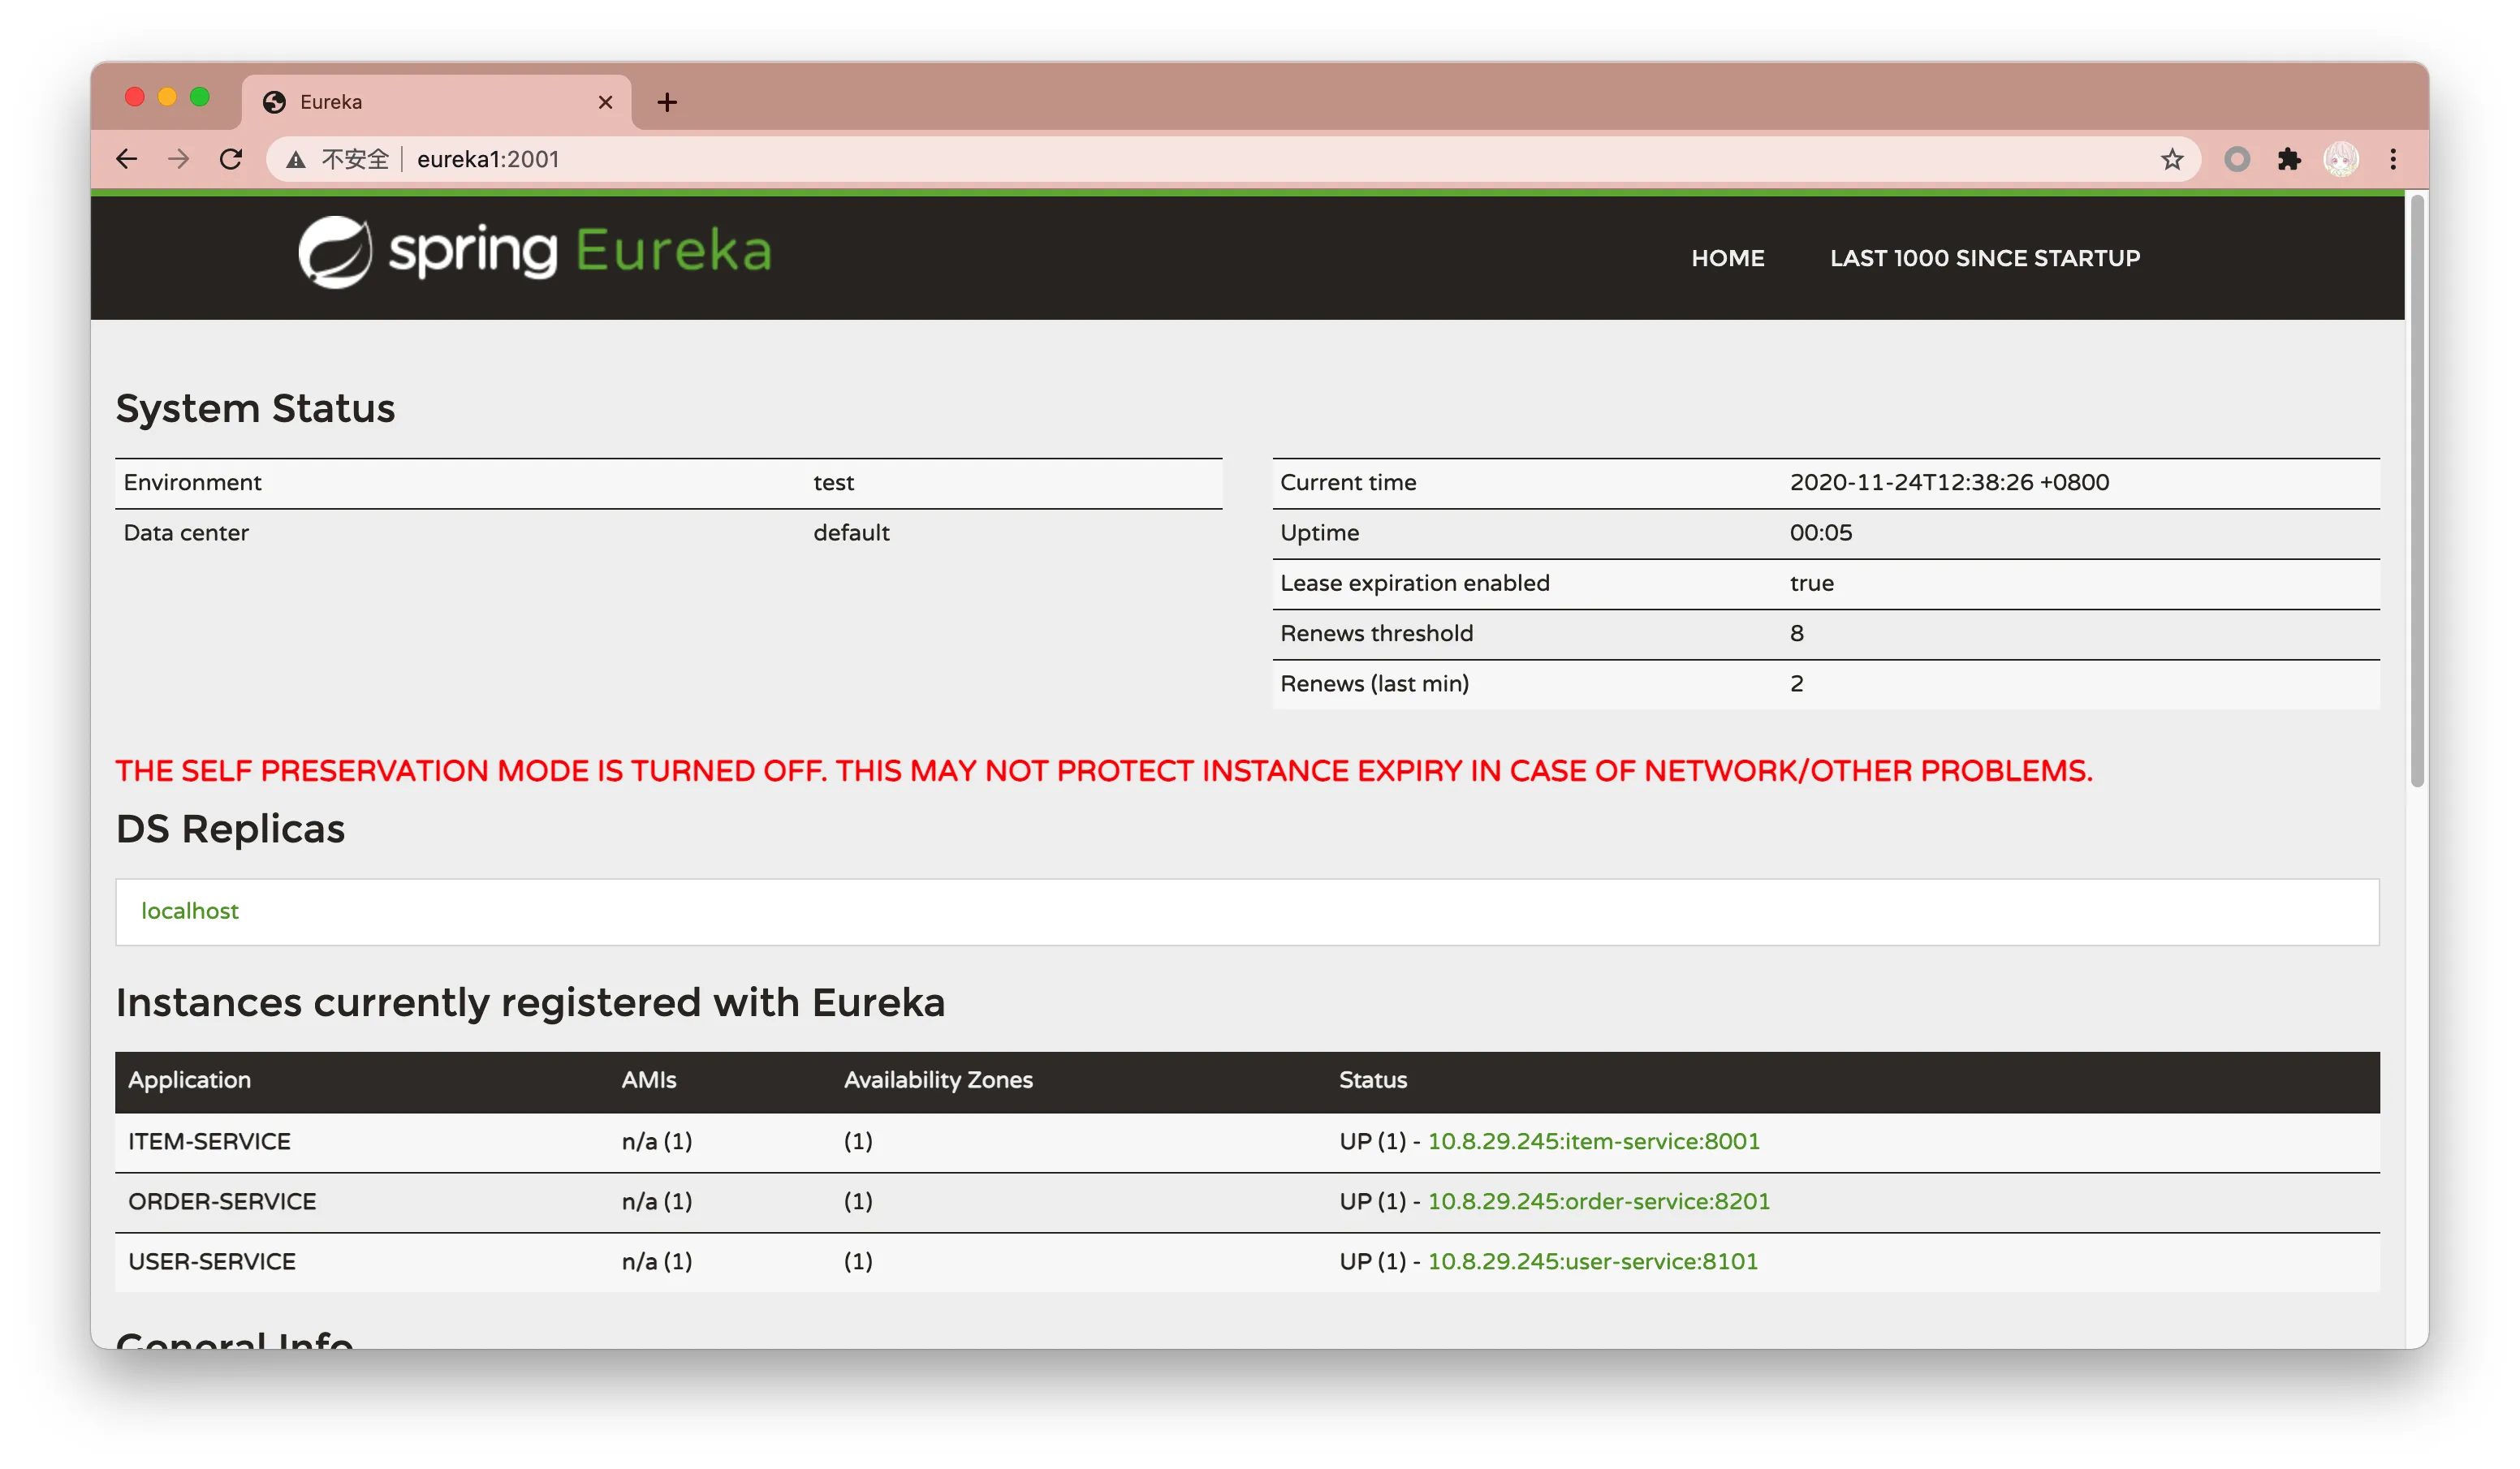 Eureka
不安全 eureka1:2001
spring Eureka HOME LAST 1000 SINCE STARTUP
System Status
Environment test Current time 2020-11-24T12:38:26 +0800
Data center default Uptime 00:05
Lease expiration enabled true
Renews threshold 8
Renews (last min) 2
THE SELF PRESERVATION MODE IS TURNED OFF. THIS MAY NOT PROTECT INSTANCE EXPIRY IN CASE OF NETWORK/OTHER PROBLEMS.
DS Replicas
localhost
Instances currently registered with Eureka
Application AMIs Availability Zones Status
ITEM-SERVICE n/a (1) (1) UP (1) - 10.8.29.245:item-service:8001
ORDER-SERVICE n/a (1) (1) UP (1) - 10.8.29.245:order-service:8201
USER-SERVICE n/a (1) (1) UP (1) - 10.8.29.245:user-service:8101
General Info